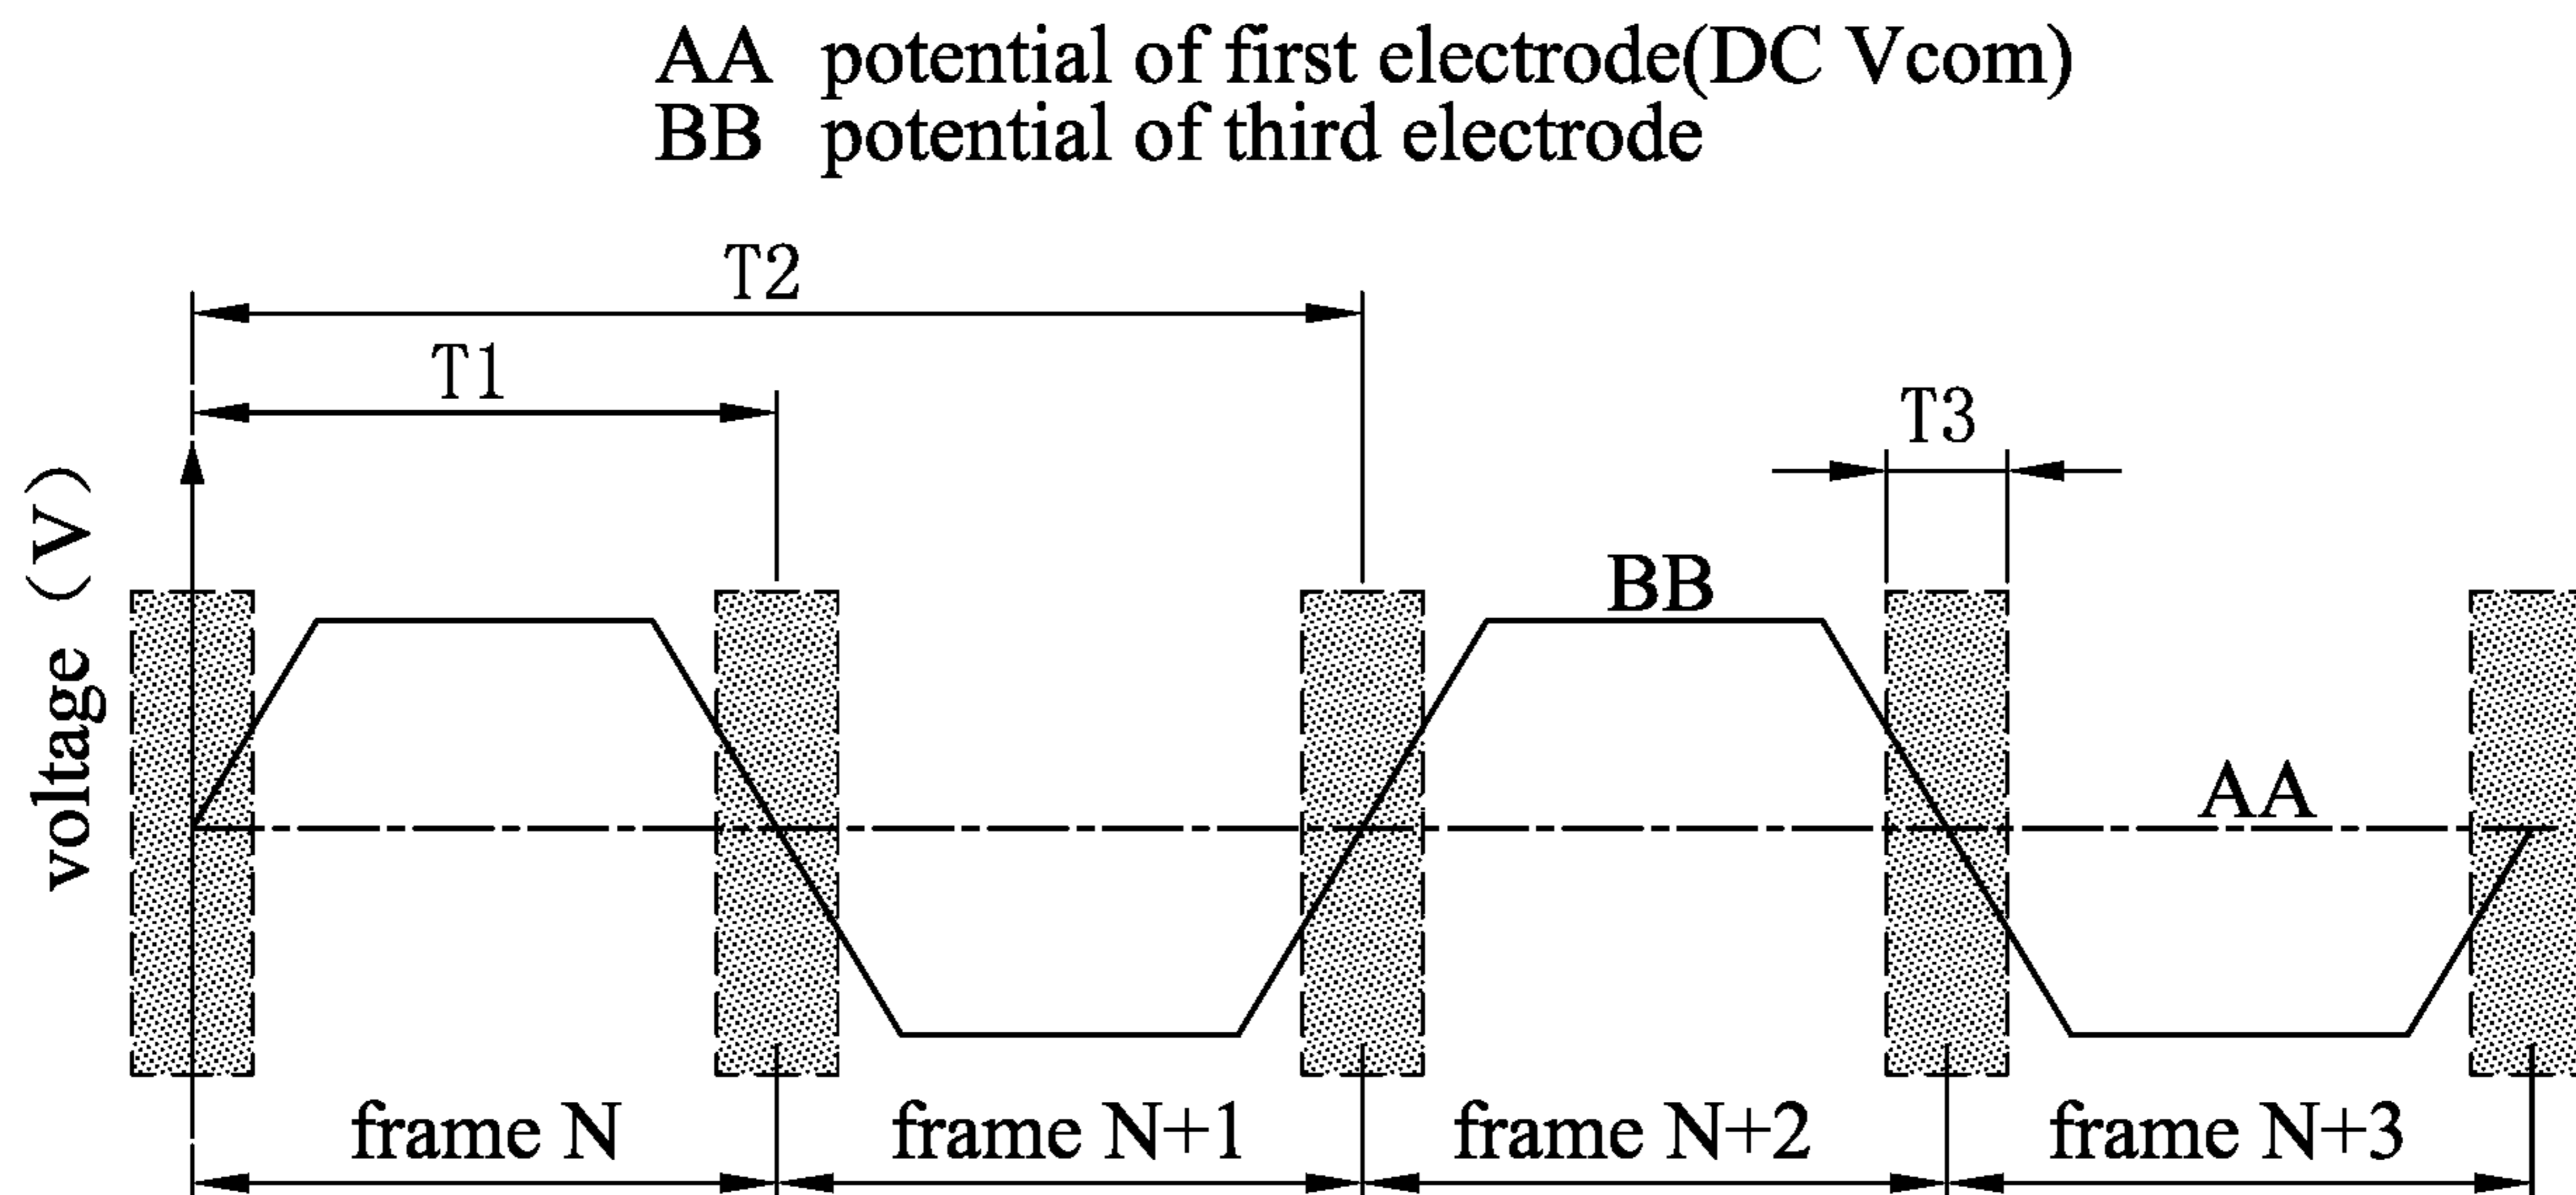 AA potential of first electrode(DC Vcom)
BB potential of third electrode
T2
T1
T3
voltage (V)
BB
AA
frame N
frame N+1
frame N+2
frame N+3